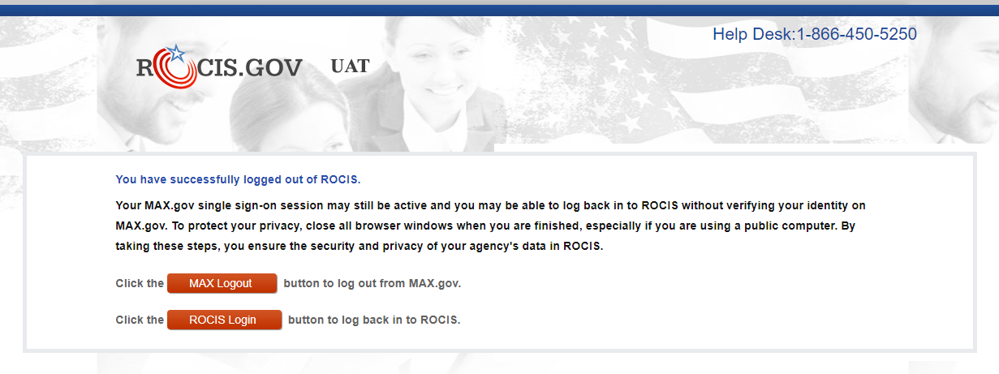 Help Desk:1-866-450-5250
ROCIS.GOV UAT
You have successfully logged out of ROCIS.
Your MAX.gov single sign-on session may still be active and you may be able to log back in to ROCIS without verifying your identity on
MAX.gov. To protect your privacy, close all browser windows when you are finished, especially if you are using a public computer. By
taking these steps, you ensure the security and privacy of your agency's data in ROCIS.
Click the MAX Logout button to log out from MAX.gov.
Click the ROCIS Login button to log back in to ROCIS.